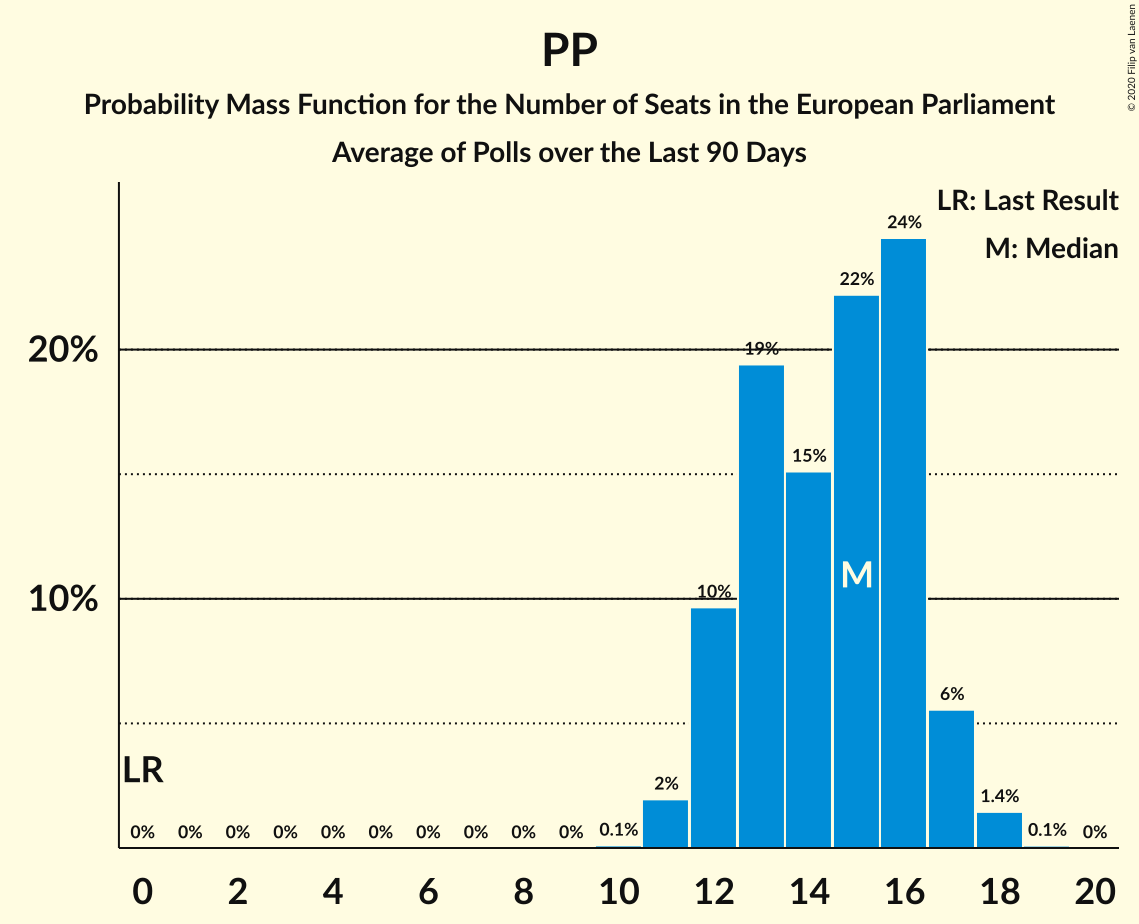 PP
Probability Mass Function for the Number of Seats in the European Parliament
Average of Polls over the Last 90 Days
© 2020 Filip van Laenen
LR: Last Result
M: Median
20%
10%
LR
M
0% 0% 0% 0% 0% 0% 0% 0% 0% 0% 0.1% 2% 10% 19% 15% 22% 24% 6% 1.4% 0.1% 0%
0 2 4 6 8 10 12 14 16 18 20